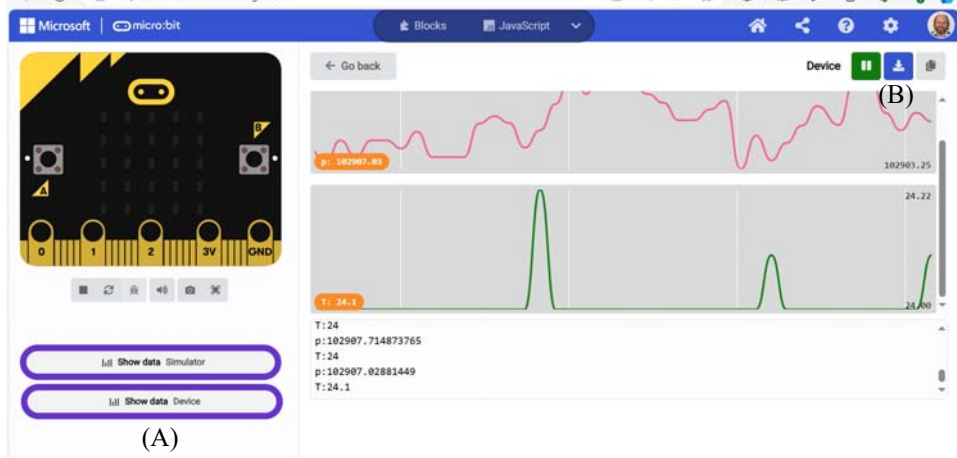 Microsoft micro:bit Blocks JavaScript
Go back Device
(B)
B
p: 102907.03 102903.25
A
24.22
0 1 2 3V GND
T: 24.1 24.00
T:24
p:102907.714873765
T:24
p:102907.02881449
T:24.1
Show data Simulator
Show data Device
(A)